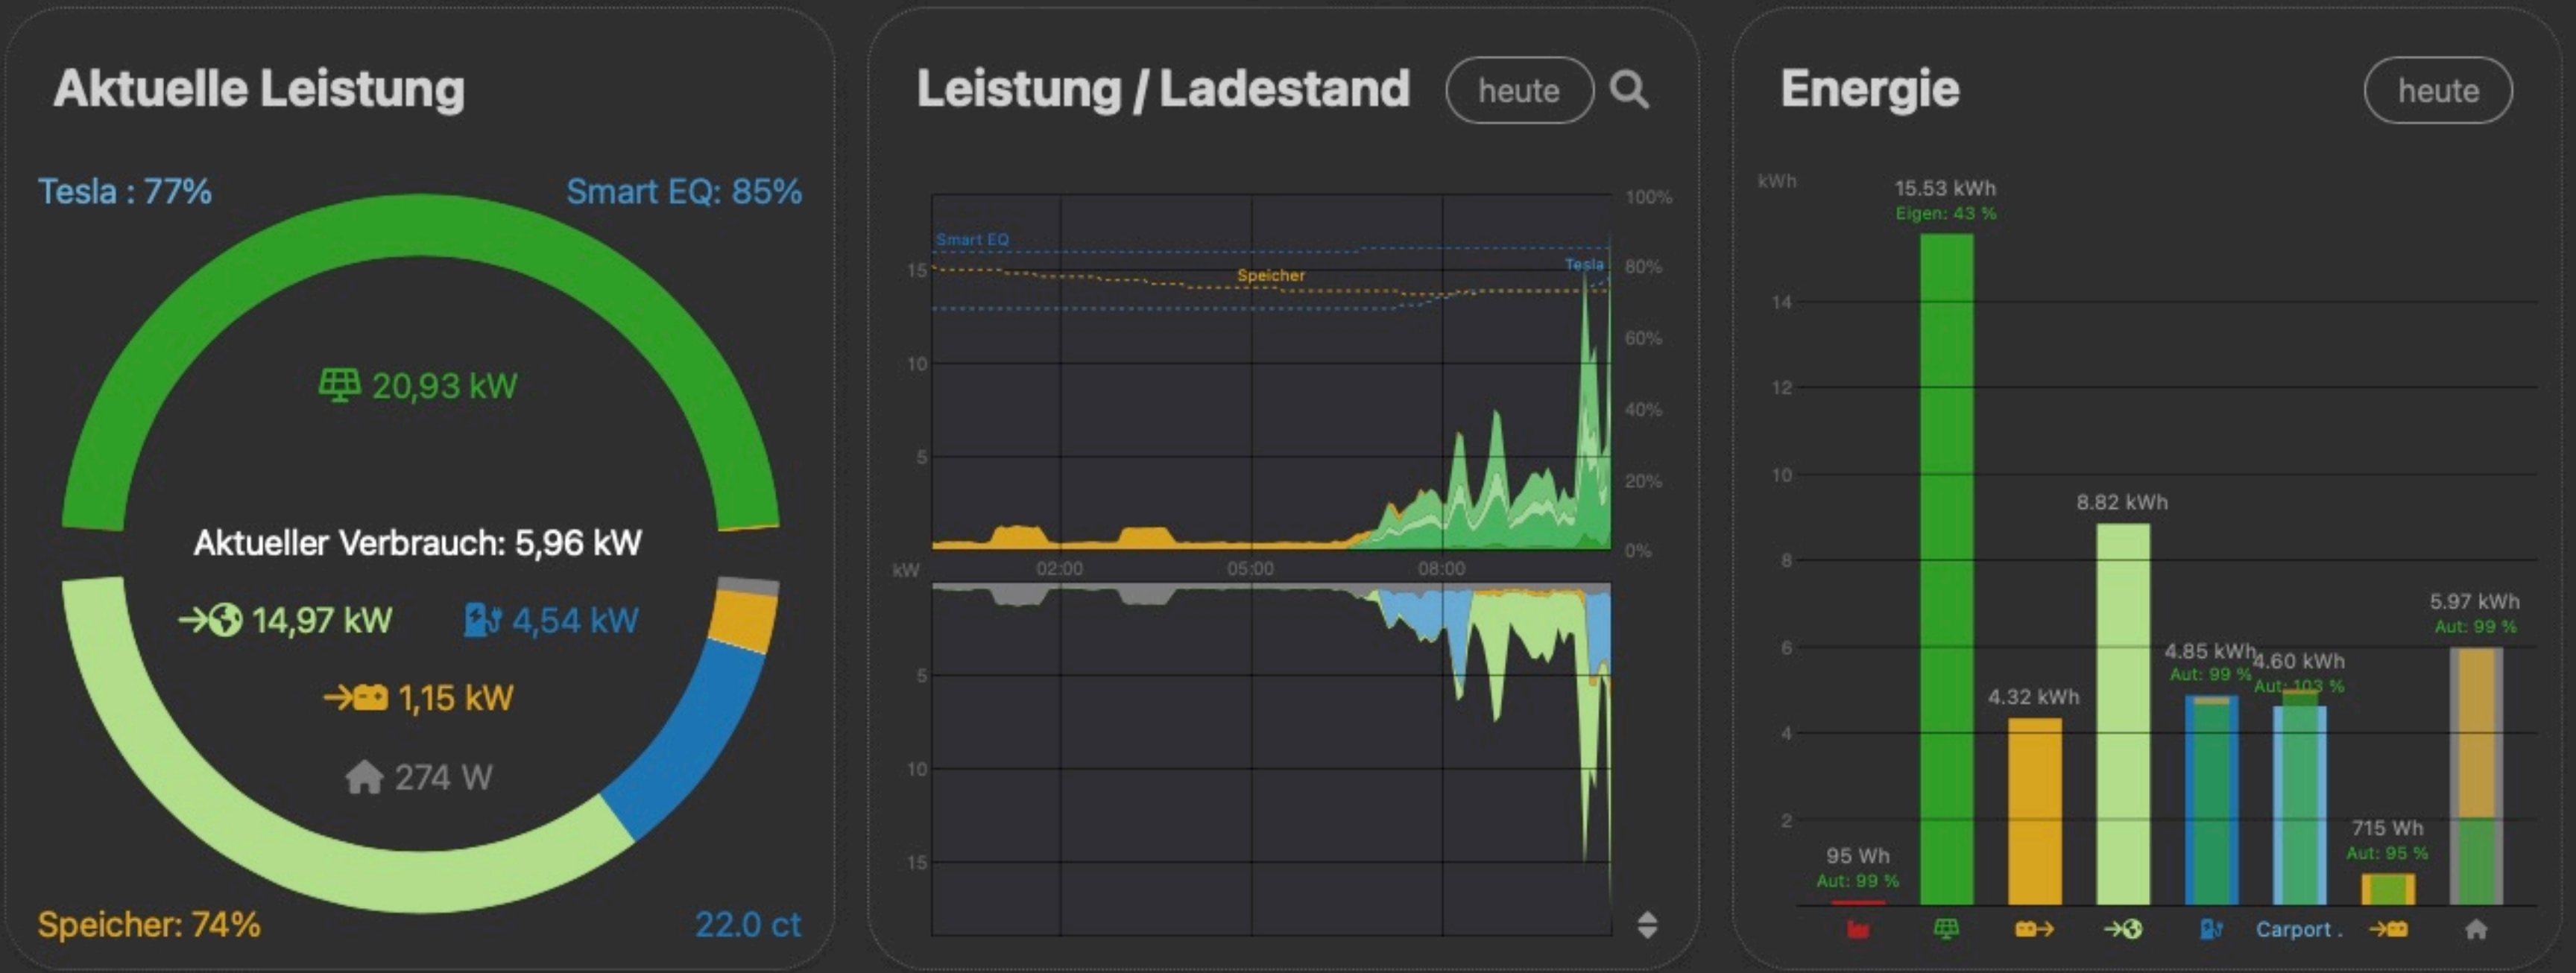 Aktuelle Leistung
Tesla : 77%
Smart EQ: 85%
20,93 kW
Aktueller Verbrauch: 5,96 kW
14,97 kW
4,54 kW
1,15 kW
274 W
Speicher: 74%
22.0 ct
Leistung / Ladestand
heute
100%
Smart EQ
15
Speicher
Tesla
80%
60%
10
40%
5
20%
0%
kW
02:00
05:00
08:00
5
10
15
Energie
heute
kWh
15.53 kWh
Eigen: 43 %
14
12
10
8.82 kWh
8
5.97 kWh
Aut: 99 %
6
4.85 kWh
Aut: 99 %
4.60 kWh
Aut: 103 %
4.32 kWh
4
2
715 Wh
Aut: 95 %
95 Wh
Aut: 99 %
Carport .